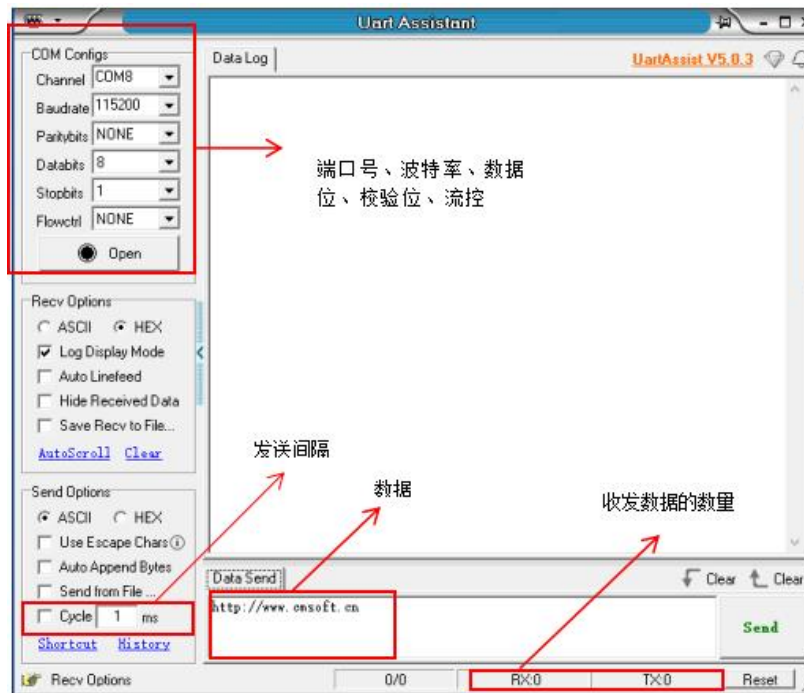 Uart Assistant
COM Configs
Channel COM8
Baudrate 115200
Paritybits NONE
Databits 8
Stopbits 1
Flowctrl NONE
Open
Data Log
UartAssist V5.0.3
端口号、波特率、数据
位、校验位、流控
Recv Options
ASCII HEX
Log Display Mode
Auto Linefeed
Hide Received Data
Save Recv to File...
AutoScroll Clear
发送间隔
数据
收发数据的数量
Send Options
ASCII HEX
Use Escape Chars
Auto Append Bytes
Send from File ...
Cycle 1 ms
Shortcut History
Data Send
Clear Clear
http://www.cmsoft.cn
Send
Recv Options
0/0
RX:0
TX:0
Reset